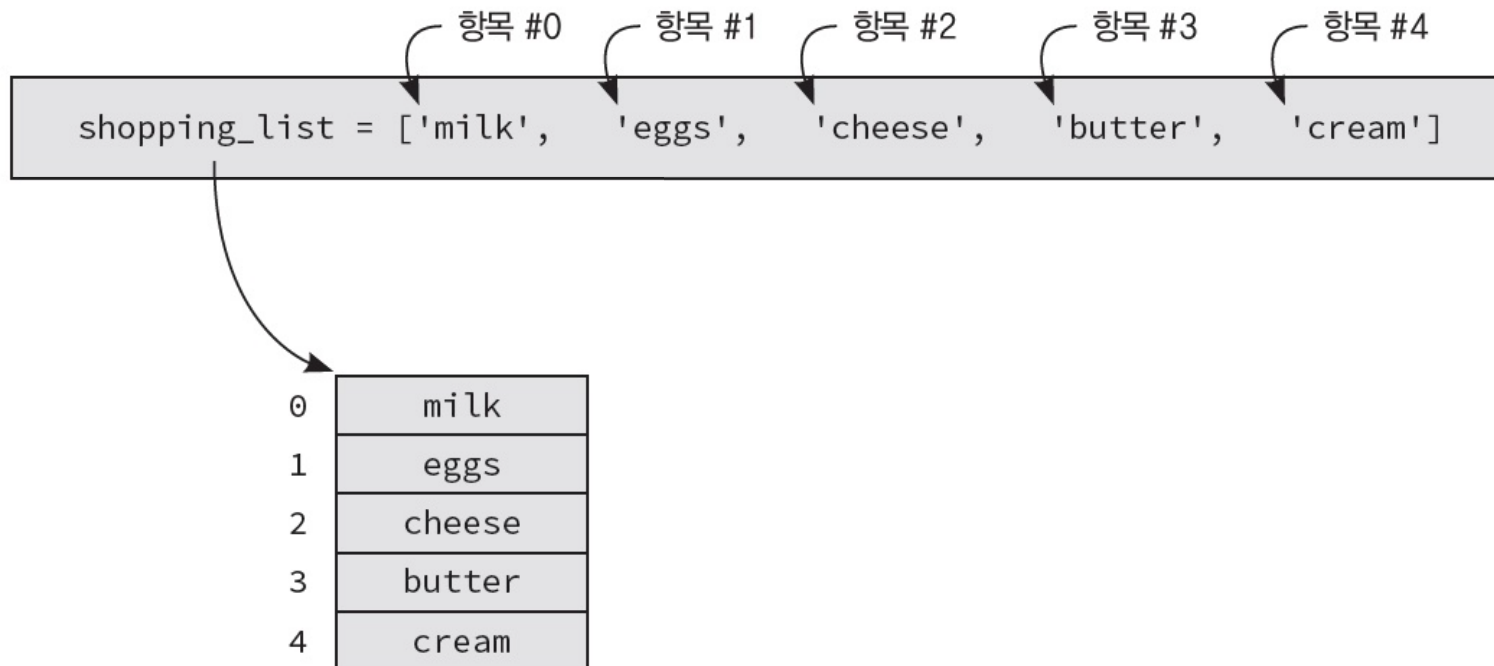 항목 #0 항목 #1 항목 #2 항목 #3 항목 #4
shopping_list = ['milk', 'eggs', 'cheese', 'butter', 'cream']
0 milk
1 eggs
2 cheese
3 butter
4 cream